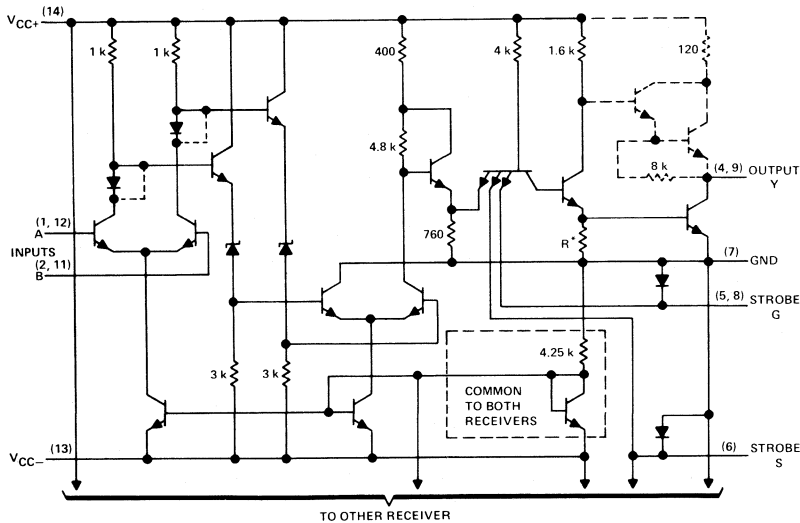 VCC+ (14)
1 k
1 k
400
4 k
1.6 k
120
4.8 k
8 k
(4, 9) OUTPUT
Y
(1, 12)
A
INPUTS
(2, 11)
B
760
R*
(7)
GND
(5, 8) STROBE
G
3 k
3 k
4.25 k
COMMON
TO BOTH
RECEIVERS
VCC– (13)
(6) STROBE
S
TO OTHER RECEIVER